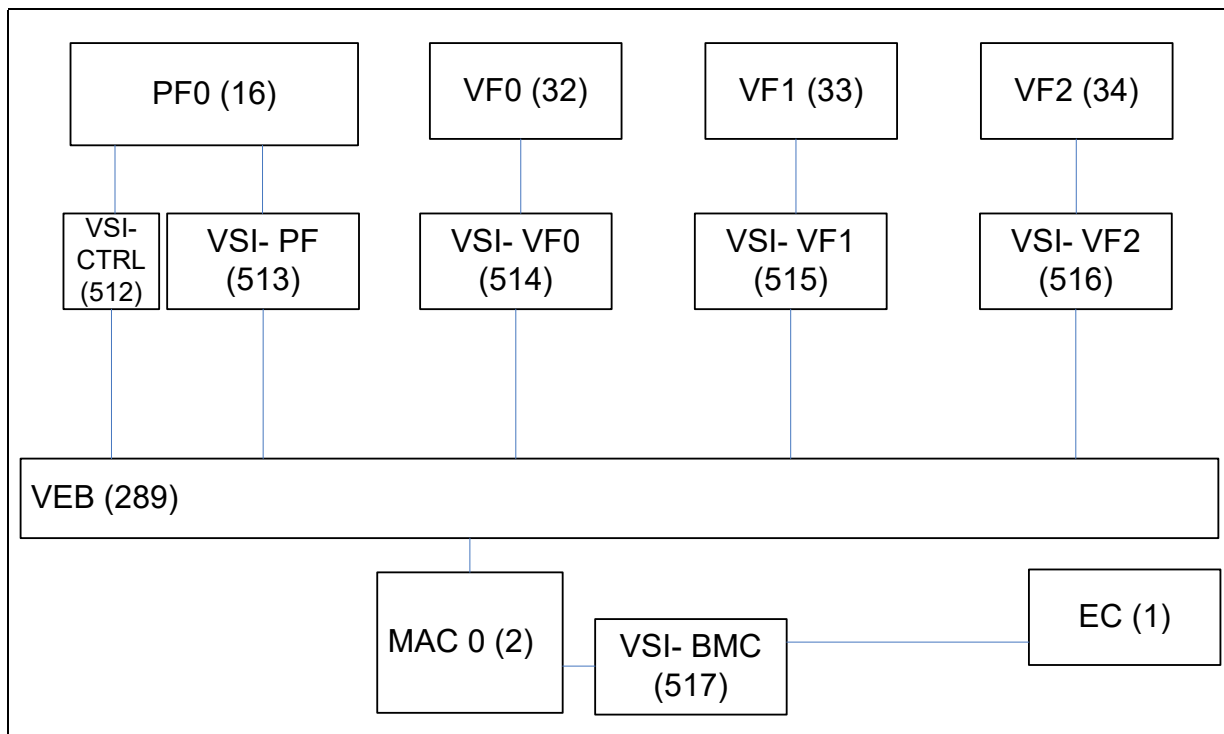 PF0 (16)
VF0 (32)
VF1 (33)
VF2 (34)
VSI-
CTRL
(512)
VSI- PF
(513)
VSI- VF0
(514)
VSI- VF1
(515)
VSI- VF2
(516)
VEB (289)
MAC 0 (2)
VSI- BMC
(517)
EC (1)